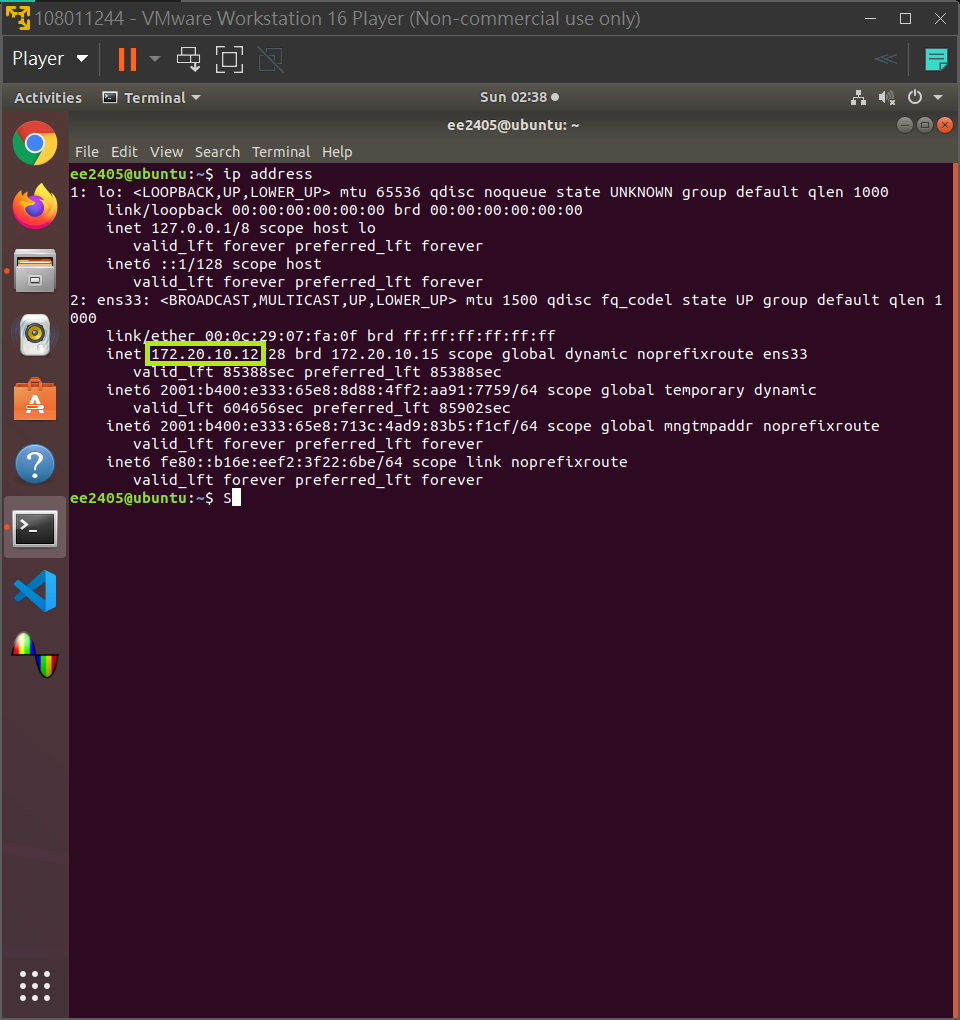 108011244 - VMware Workstation 16 Player (Non-commercial use only)
Player
Activities Terminal Sun 02:38
ee2405@ubuntu: ~
File Edit View Search Terminal Help
ee2405@ubuntu:~$ ip address
1: lo: <LOOPBACK,UP,LOWER_UP> mtu 65536 qdisc noqueue state UNKNOWN group default qlen 1000
link/loopback 00:00:00:00:00:00 brd 00:00:00:00:00:00
inet 127.0.0.1/8 scope host lo
valid_lft forever preferred_lft forever
inet6 ::1/128 scope host
valid_lft forever preferred_lft forever
2: ens33: <BROADCAST,MULTICAST,UP,LOWER_UP> mtu 1500 qdisc fq_codel state UP group default qlen 1
000
link/ether 00:0c:29:07:fa:0f brd ff:ff:ff:ff:ff:ff
inet 172.20.10.12/28 brd 172.20.10.15 scope global dynamic noprefixroute ens33
valid_lft 85388sec preferred_lft 85388sec
inet6 2001:b400:e333:65e8:8d88:4ff2:aa91:7759/64 scope global temporary dynamic
valid_lft 604656sec preferred_lft 85902sec
inet6 2001:b400:e333:65e8:713c:4ad9:83b5:f1cf/64 scope global mngtmpaddr noprefixroute
valid_lft forever preferred_lft forever
inet6 fe80::b16e:eef2:3f22:6be/64 scope link noprefixroute
valid_lft forever preferred_lft forever
ee2405@ubuntu:~$ S